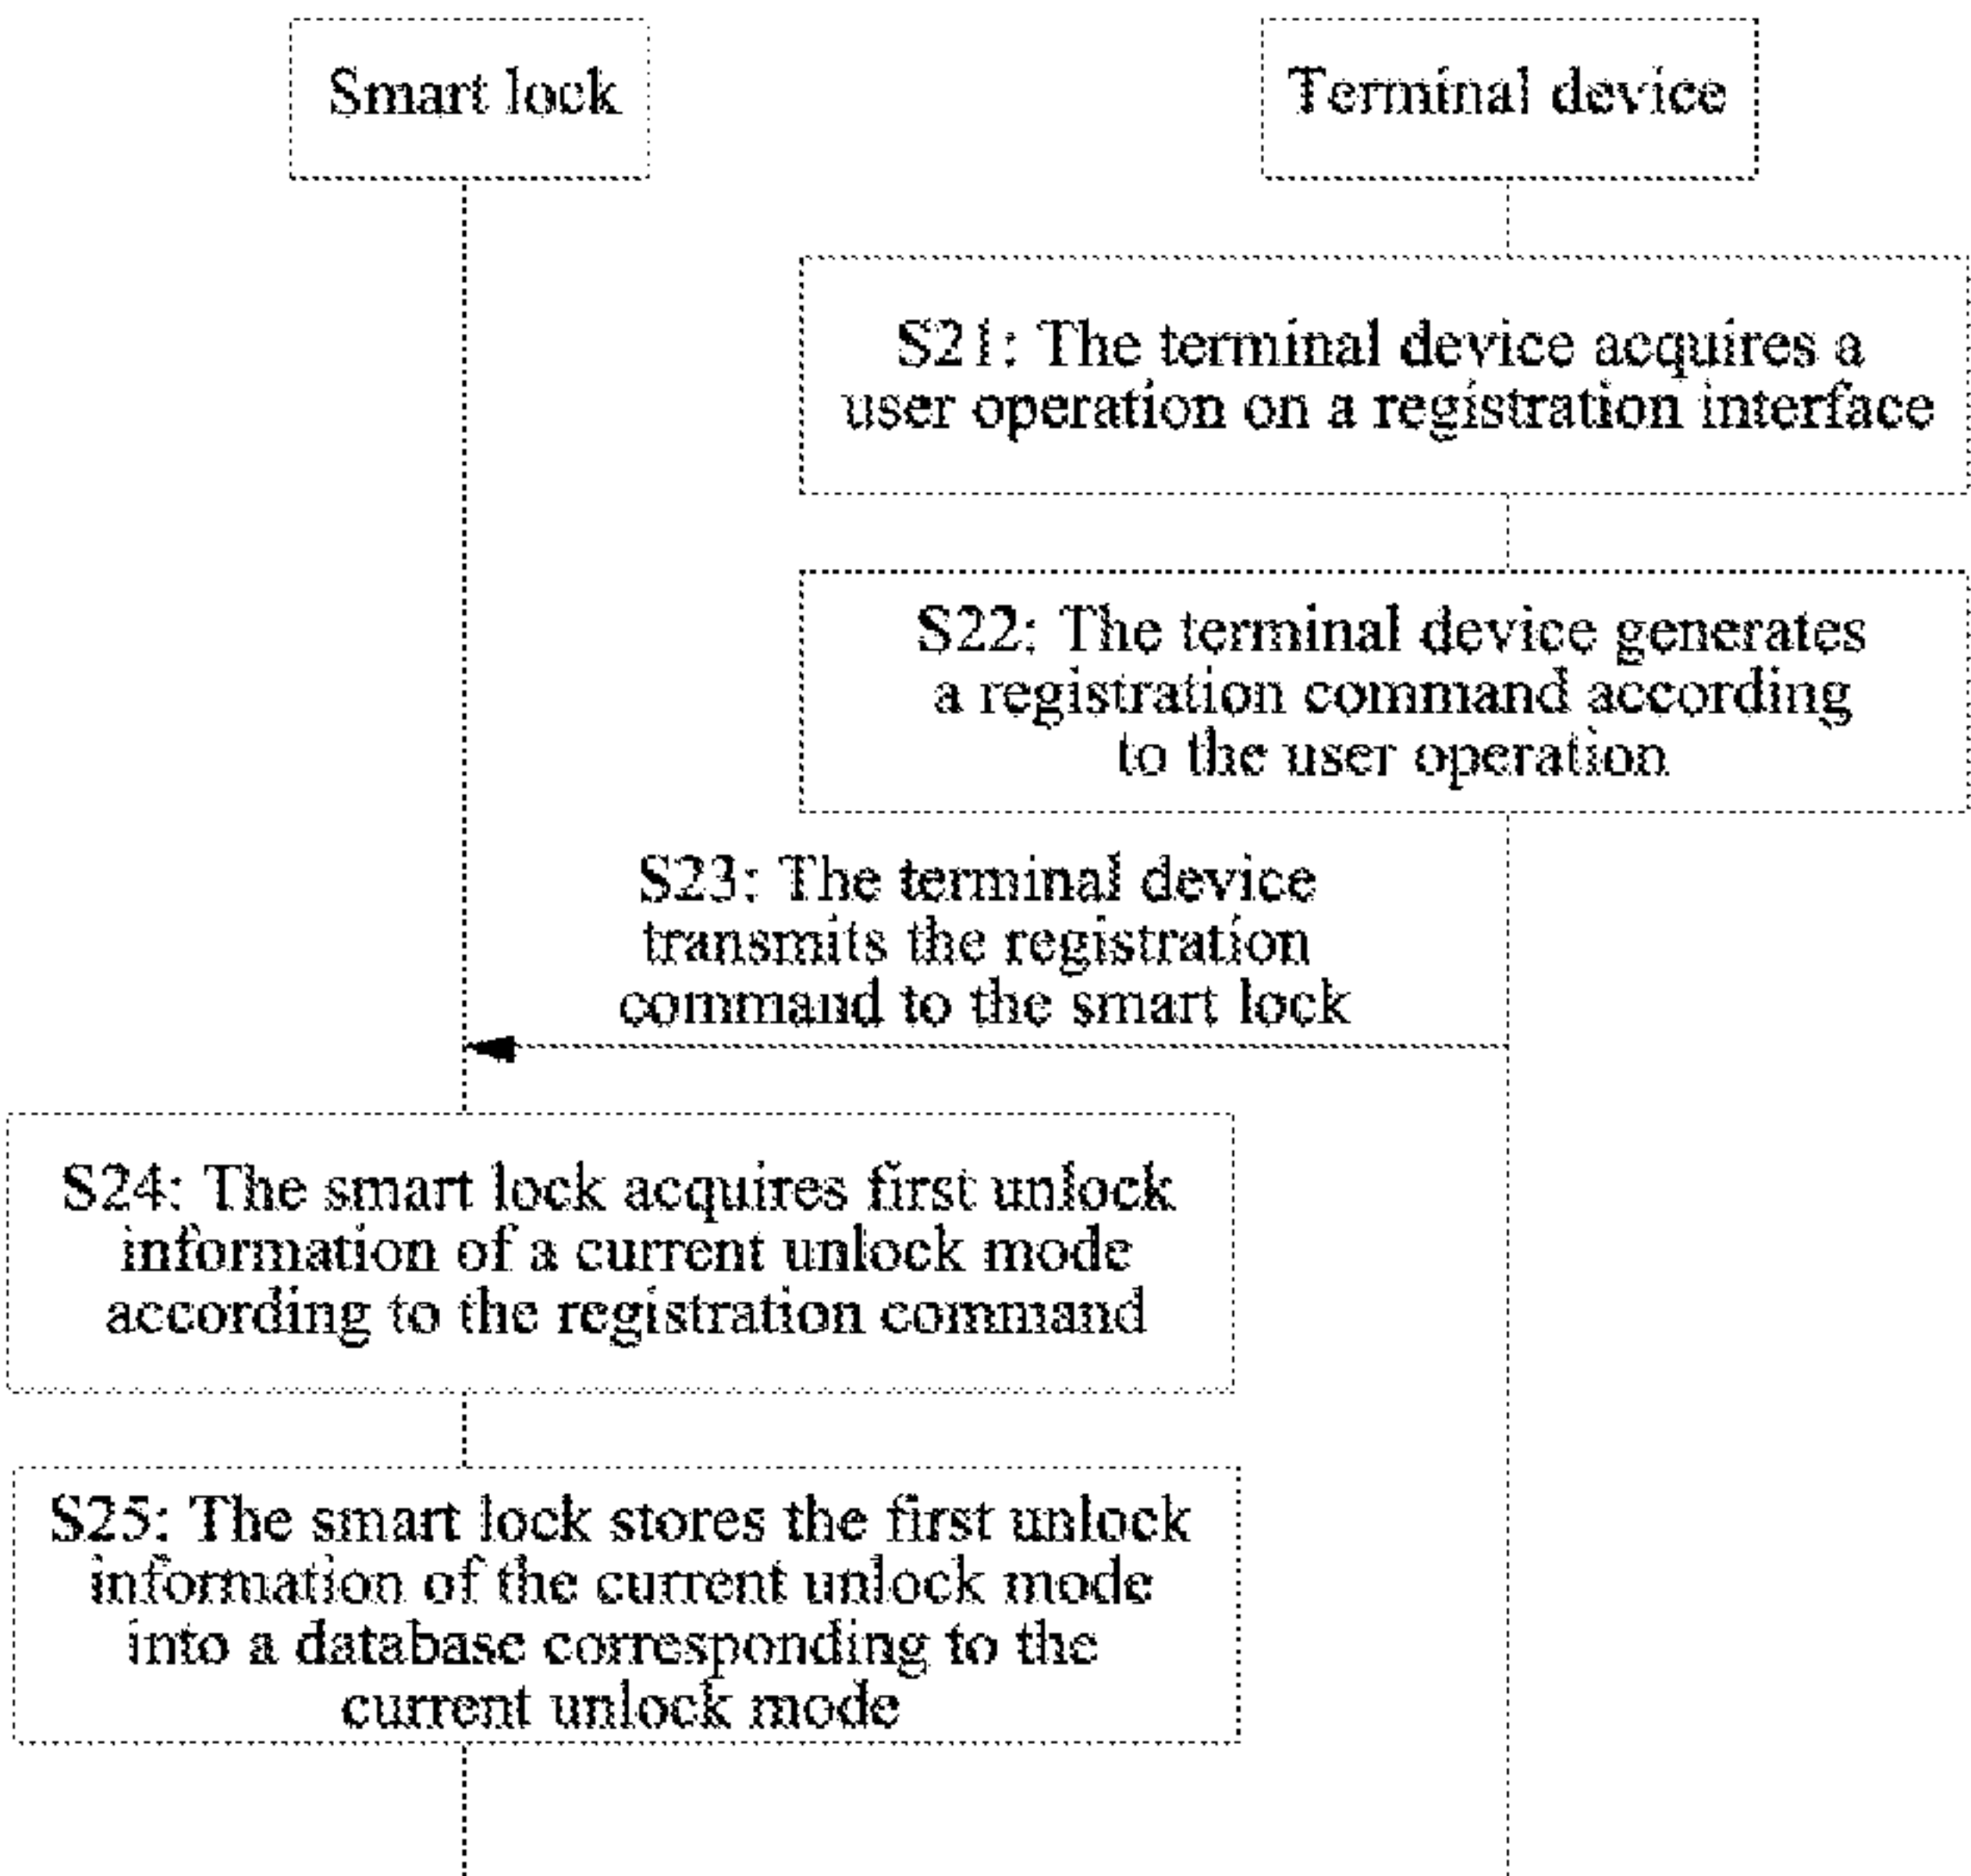 Smart lock
Terminal device
S21: The terminal device acquires a
user operation on a registration interface
S22: The terminal device generates
a registration command according
to the user operation
S23: The terminal device
transmits the registration
command to the smart lock
S24: The smart lock acquires first unlock
information of a current unlock mode
according to the registration command
S25: The smart lock stores the first unlock
information of the current unlock mode
into a database corresponding to the
current unlock mode